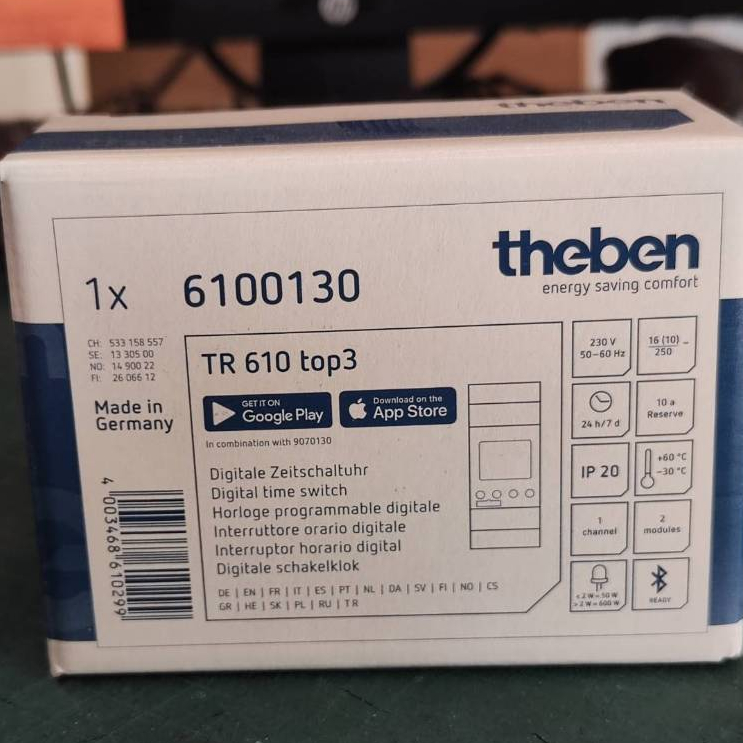 theben
theben
energy saving comfort
1x 6100130
CH: 533 158 557
SE: 13 305 00
NO: 14 900 22
FI: 26 066 12
Made in
Germany
4 003468 610299
TR 610 top3
GET IT ON
Google Play
Download on the
App Store
In combination with 9070130
Digitale Zeitschaltuhr
Digital time switch
Horloge programmable digitale
Interruttore orario digitale
Interruptor horario digital
Digitale schakelklok
DE | EN | FR | IT | ES | PT | NL | DA | SV | FI | NO | CS
GR | HE | SK | PL | RU | TR
230 V
50-60 Hz
16 (10) ~
250
24 h/7 d
10 a
Reserve
IP 20
+60 °C
-30 °C
1
channel
2
modules
< 2 W = 50 W
> 2 W = 600 W
READY